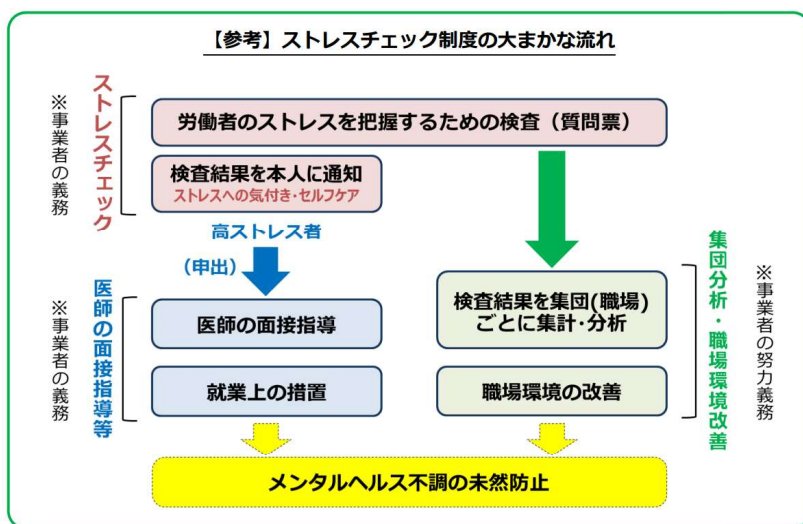 【参考】ストレスチェック制度の大まかな流れ
ストレスチェック
※事業者の義務
労働者のストレスを把握するための検査（質問票）
検査結果を本人に通知
ストレスへの気付き・セルフケア
高ストレス者
（申出）
医師の面接指導等
※事業者の義務
医師の面接指導
就業上の措置
検査結果を集団(職場)
ごとに集計・分析
職場環境の改善
集団分析・職場環境改善
※事業者の努力義務
メンタルヘルス不調の未然防止